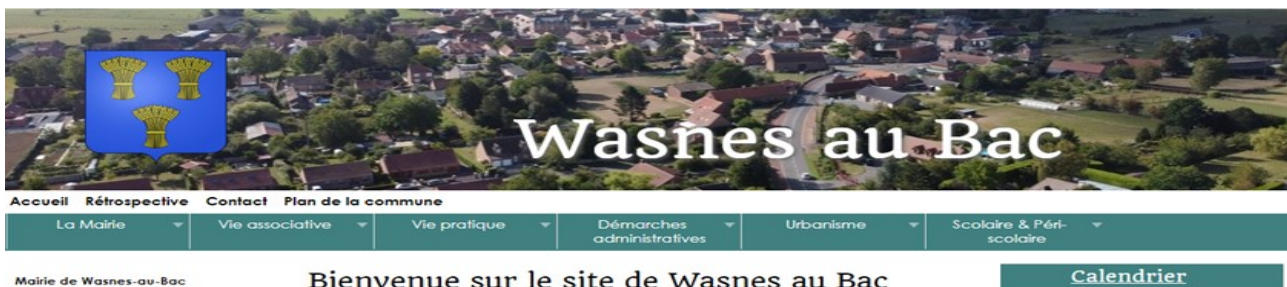 Wasnes au Bac
Accueil Rétrospective Contact Plan de la commune
La Mairie Vie associative Vie pratique Démarches administratives Urbanisme Scolaire & Péri-scolaire
Mairie de Wasnes-au-Bac
Bienvenue sur le site de Wasnes au Bac
Calendrier